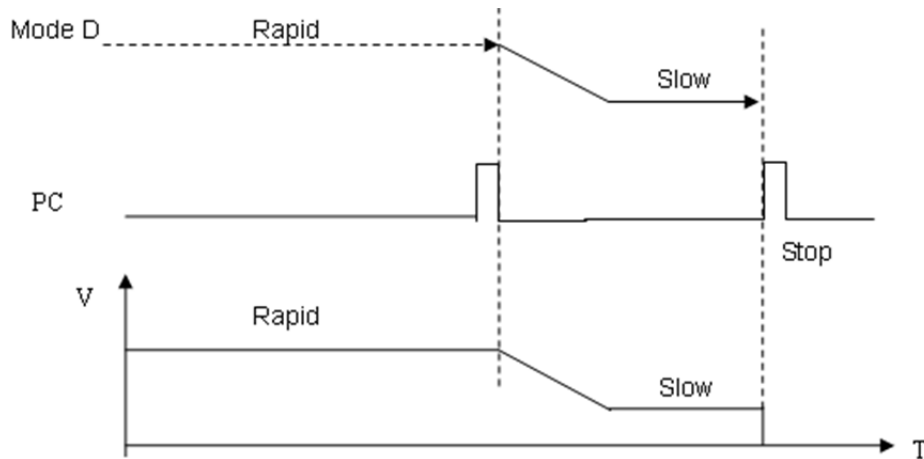 Mode D
Rapid
Slow
PC
Stop
V
Rapid
Slow
T